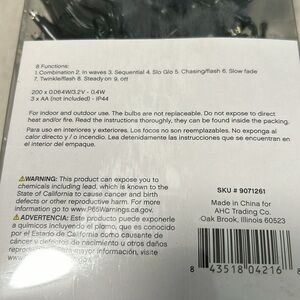 8 Functions:
1. Combination 2. In waves 3. Sequential 4. Slo Glo 5. Chasing/flash 6. Slow fade
7. Twinkle/flash 8. Steady on 9. off
200 x 0.064W/3.2V - 0.4W
3 x AA (not included) - IP44
For indoor and outdoor use. The bulbs are not replaceable. Do not expose to direct
heat and/or fire. Read the instructions thoroughly, they can be found inside the packing.
Para uso en interiores y exteriores. Los focos no son reemplazables. No exponga al
calor directo y / o incendio. Lea atentamente las instrucciones que se encuentran en
el interior del empaque.
⚠WARNING: This product can expose you to
chemicals including lead, which is known to the
State of California to cause cancer and birth
defects or other reproductive harm. For more
information go to www.P65Warnings.ca.gov.
⚠ADVERTENCIA: Este producto puede exponerle
a químicos incluyendo el plomo, que es conocido
por el Estado de California como causante de
cáncer y defectos de nacimiento u otros daños
SKU # 9071261
Made in China for
AHC Trading Co.
Oak Brook, Illinois 60523
8 43518 04216